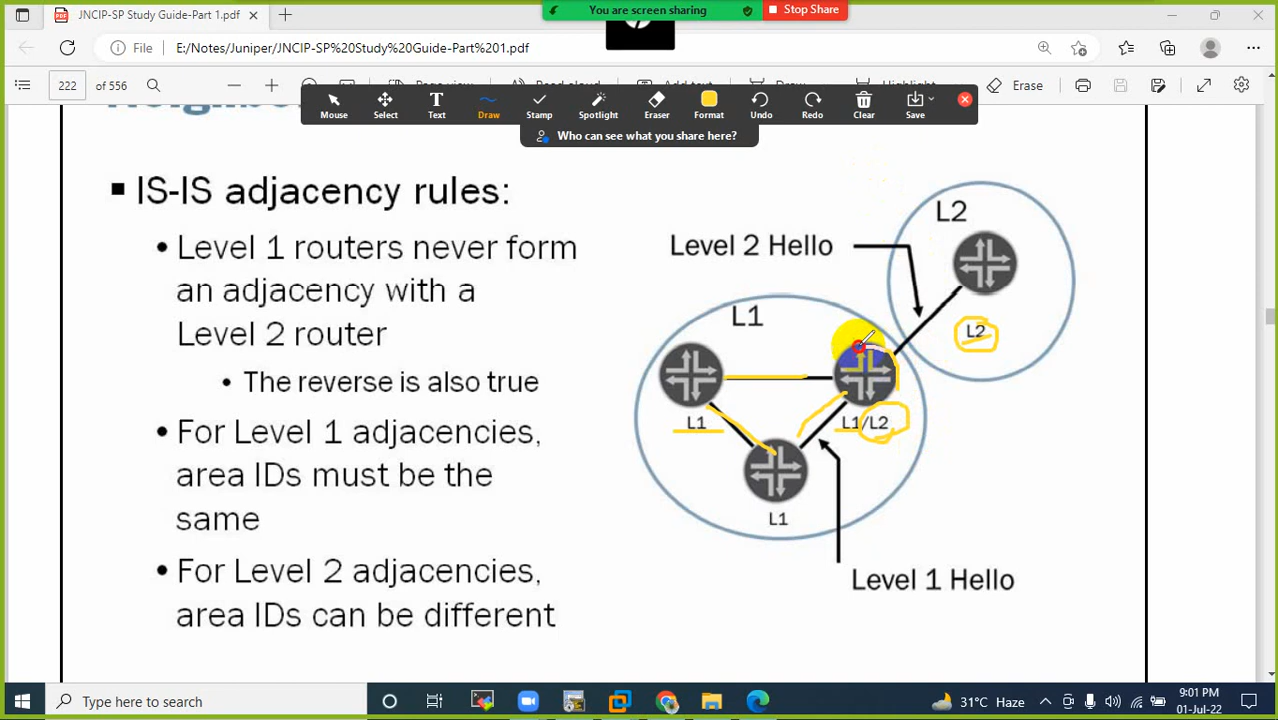 JNCIP-SP Study Guide-Part 1.pdf
You are screen sharing
Stop Share
File
E:/Notes/Juniper/JNCIP-SP%20Study%20Guide-Part%201.pdf
222 of 556
Erase
Mouse
Select
Text
Draw
Stamp
Spotlight
Eraser
Format
Undo
Redo
Clear
Save
Who can see what you share here?
▪ IS-IS adjacency rules:
• Level 1 routers never form
an adjacency with a
Level 2 router
• The reverse is also true
• For Level 1 adjacencies,
area IDs must be the
same
• For Level 2 adjacencies,
area IDs can be different
L2
Level 2 Hello
L2
L1
L1
L1/L2
L1
Level 1 Hello
Type here to search
31°C Haze
9:01 PM
01-Jul-22